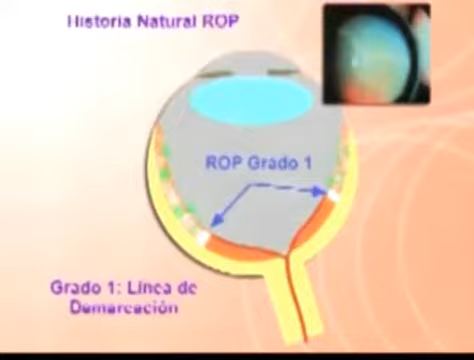 Historia Natural ROP
ROP Grado 1
Grado 1: Línea de
Demarcación